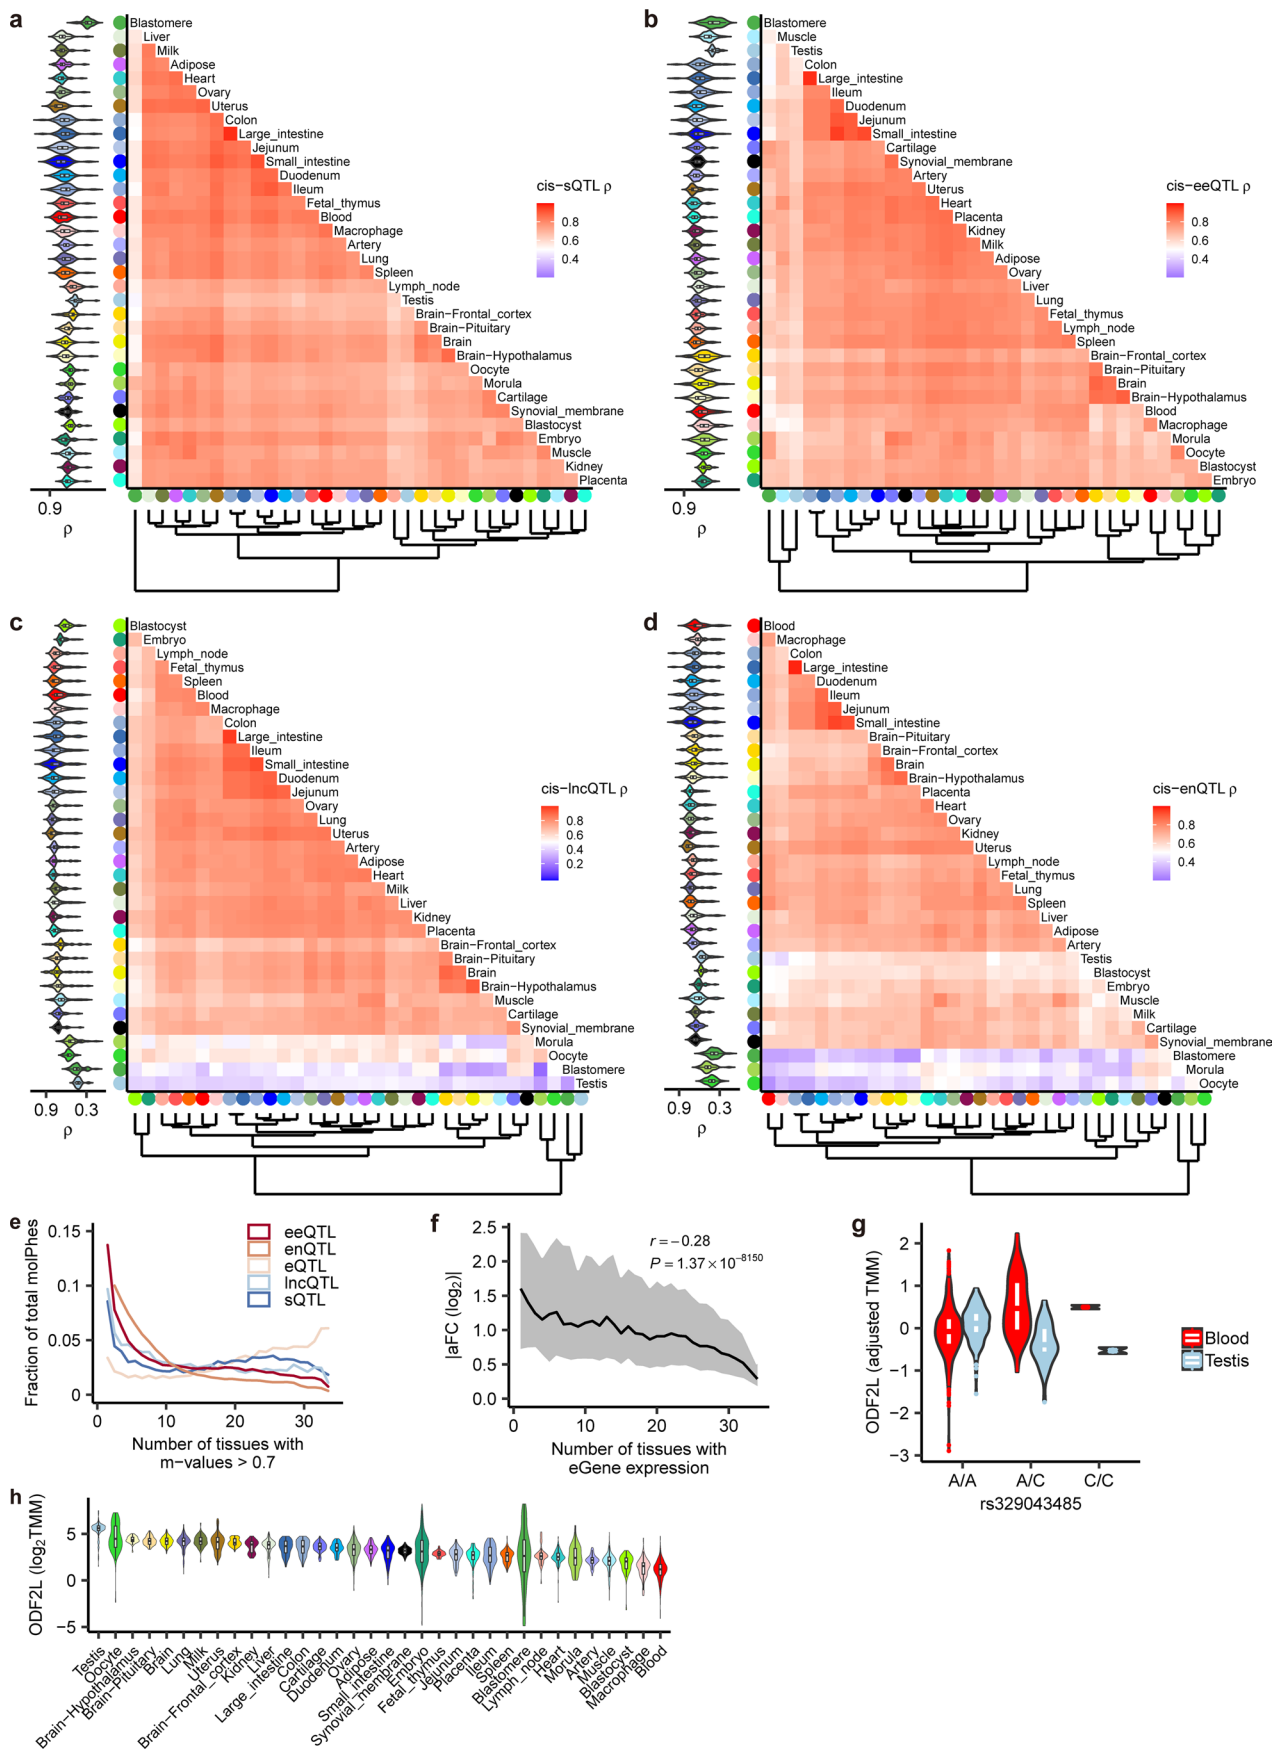 a
Blastomere
Liver
Milk
Adipose
Heart
Ovary
Uterus
Colon
Large_intestine
Jejunum
Small_intestine
Duodenum
Ileum
Fetal_thymus
Blood
Macrophage
Artery
Lung
Spleen
Lymph_node
Testis
Brain−Frontal_cortex
Brain−Pituitary
Brain
Brain−Hypothalamus
Oocyte
Morula
Cartilage
Synovial_membrane
Blastocyst
Embryo
Muscle
Kidney
Placenta
cis−sQTL ρ
0.8
0.6
0.4
0.9
ρ
b
Blastomere
Muscle
Testis
Colon
Large_intestine
Ileum
Duodenum
Jejunum
Small_intestine
Cartilage
Synovial_membrane
Artery
Uterus
Heart
Placenta
Kidney
Milk
Adipose
Ovary
Liver
Lung
Fetal_thymus
Lymph_node
Spleen
Brain−Frontal_cortex
Brain−Pituitary
Brain
Brain−Hypothalamus
Blood
Macrophage
Morula
Oocyte
Blastocyst
Embryo
cis−eeQTL ρ
0.8
0.6
0.4
0.9
ρ
c
Blastocyst
Embryo
Lymph_node
Fetal_thymus
Spleen
Blood
Macrophage
Colon
Large_intestine
Ileum
Small_intestine
Duodenum
Jejunum
Ovary
Lung
Uterus
Artery
Adipose
Heart
Milk
Liver
Kidney
Placenta
Brain−Frontal_cortex
Brain−Pituitary
Brain
Brain−Hypothalamus
Muscle
Cartilage
Synovial_membrane
Morula
Oocyte
Blastomere
Testis
cis−lncQTL ρ
0.8
0.6
0.4
0.2
0.9 0.3
ρ
d
Blood
Macrophage
Colon
Large_intestine
Duodenum
Ileum
Jejunum
Small_intestine
Brain−Pituitary
Brain−Frontal_cortex
Brain
Brain−Hypothalamus
Placenta
Heart
Ovary
Kidney
Uterus
Lymph_node
Fetal_thymus
Lung
Spleen
Liver
Adipose
Artery
Testis
Blastocyst
Embryo
Muscle
Milk
Cartilage
Synovial_membrane
Blastomere
Morula
Oocyte
cis−enQTL ρ
0.8
0.6
0.4
0.9 0.3
ρ
e
Fraction of total molPhes
0.15
0.1
0.05
0
0 10 20 30
Number of tissues with
m−values > 0.7
eeQTL
enQTL
eQTL
lncQTL
sQTL
f
|aFC (log2)|
2.5
2.0
1.5
1.0
0.5
0.0
r = −0.28
P = 1.37 × 10−8150
0 10 20 30
Number of tissues with
eGene expression
g
ODF2L (adjusted TMM)
2
1
0
−1
−2
−3
A/A A/C C/C
rs329043485
Blood
Testis
h
ODF2L (log2TMM)
5
0
−5
Testis
Oocyte
Brain−Hypothalamus
Brain−Pituitary
Brain
Lung
Milk
Uterus
Brain−Frontal_cortex
Kidney
Liver
Large_intestine
Colon
Cartilage
Duodenum
Ovary
Adipose
Small_intestine
Synovial_membrane
Embryo
Fetal_thymus
Jejunum
Placenta
Ileum
Spleen
Blastomere
Lymph_node
Heart
Morula
Artery
Muscle
Blastocyst
Macrophage
Blood